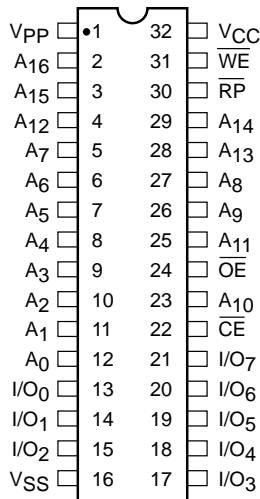 VPP •1 32 VCC
A16 2 31 WE
A15 3 30 RP
A12 4 29 A14
A7 5 28 A13
A6 6 27 A8
A5 7 26 A9
A4 8 25 A11
A3 9 24 OE
A2 10 23 A10
A1 11 22 CE
A0 12 21 I/O7
I/O0 13 20 I/O6
I/O1 14 19 I/O5
I/O2 15 18 I/O4
VSS 16 17 I/O3